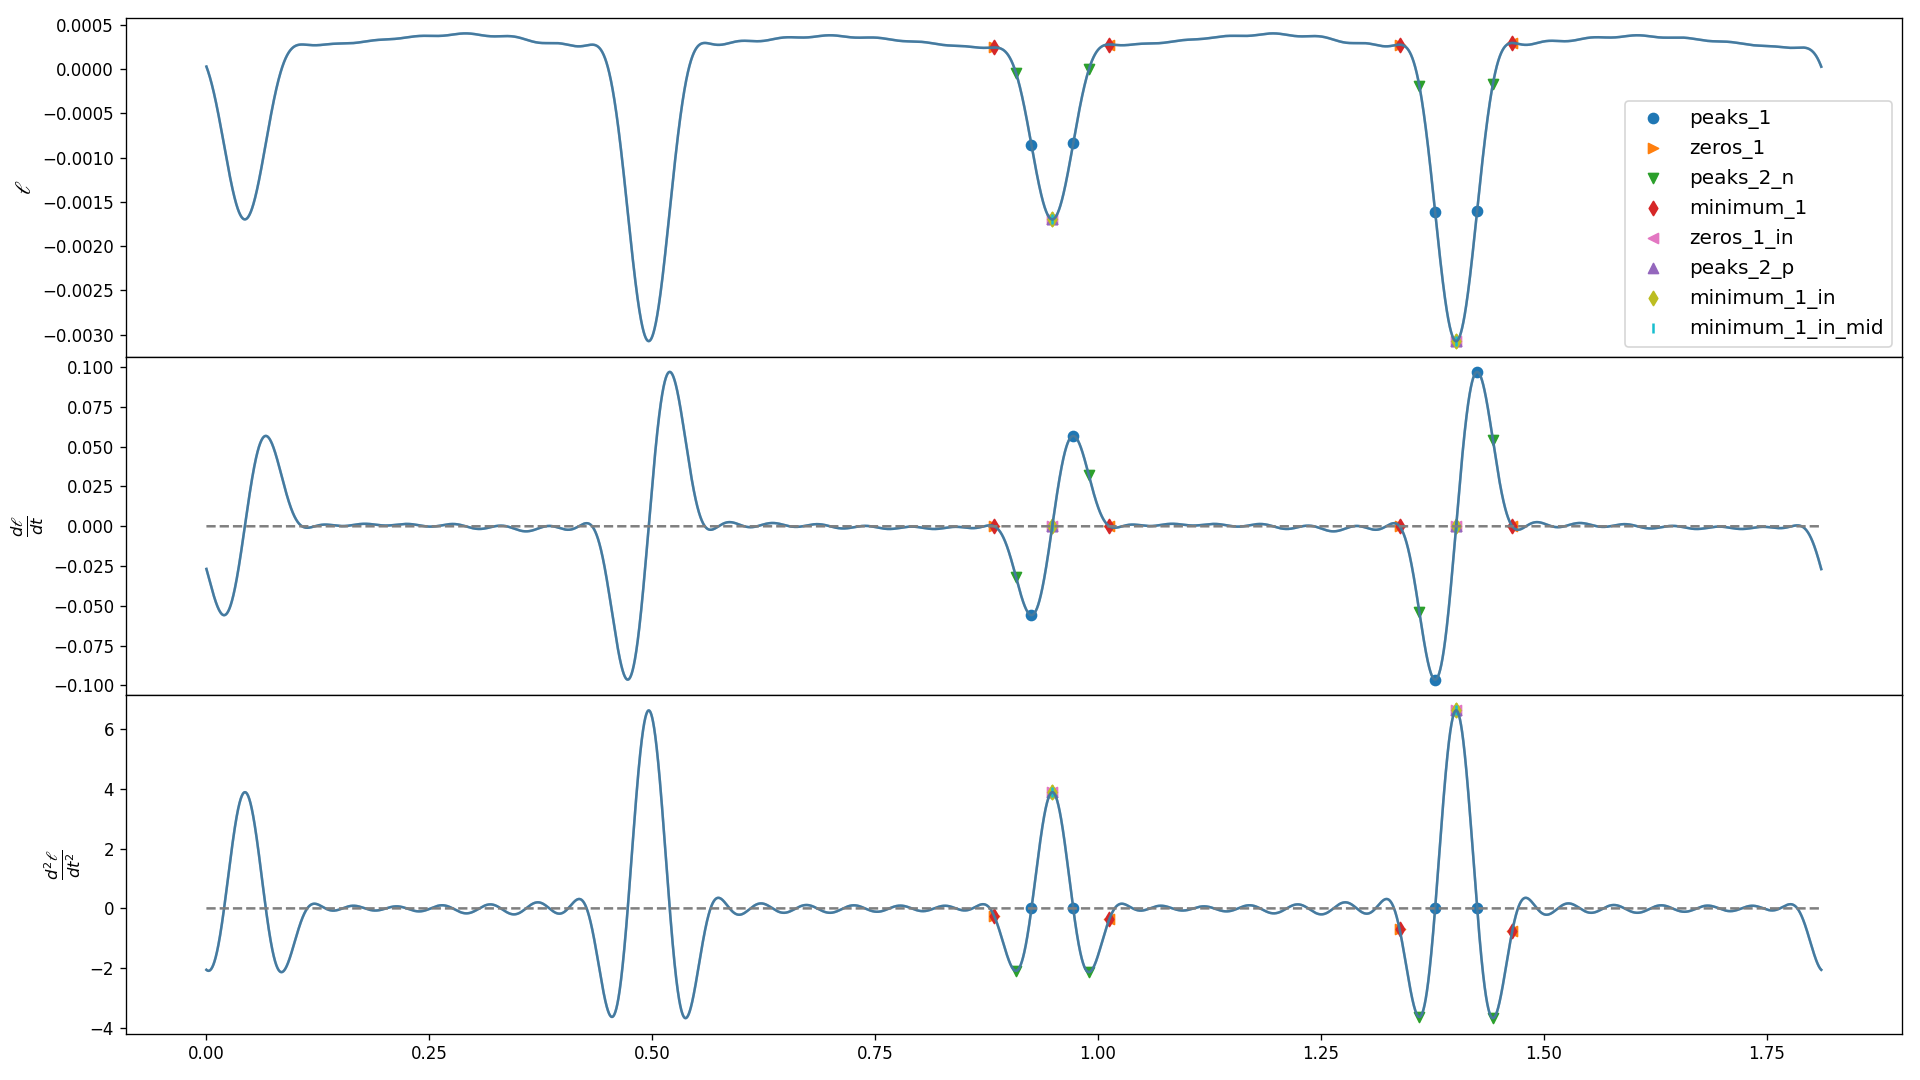 0.0005
0.0000
−0.0005
−0.0010
−0.0015
−0.0020
−0.0025
−0.0030
ℓ
peaks_1
zeros_1
peaks_2_n
minimum_1
zeros_1_in
peaks_2_p
minimum_1_in
minimum_1_in_mid
0.100
0.075
0.050
0.025
0.000
−0.025
−0.050
−0.075
−0.100
dℓ/dt
6
4
2
0
−2
−4
d²ℓ/dt²
0.00 0.25 0.50 0.75 1.00 1.25 1.50 1.75